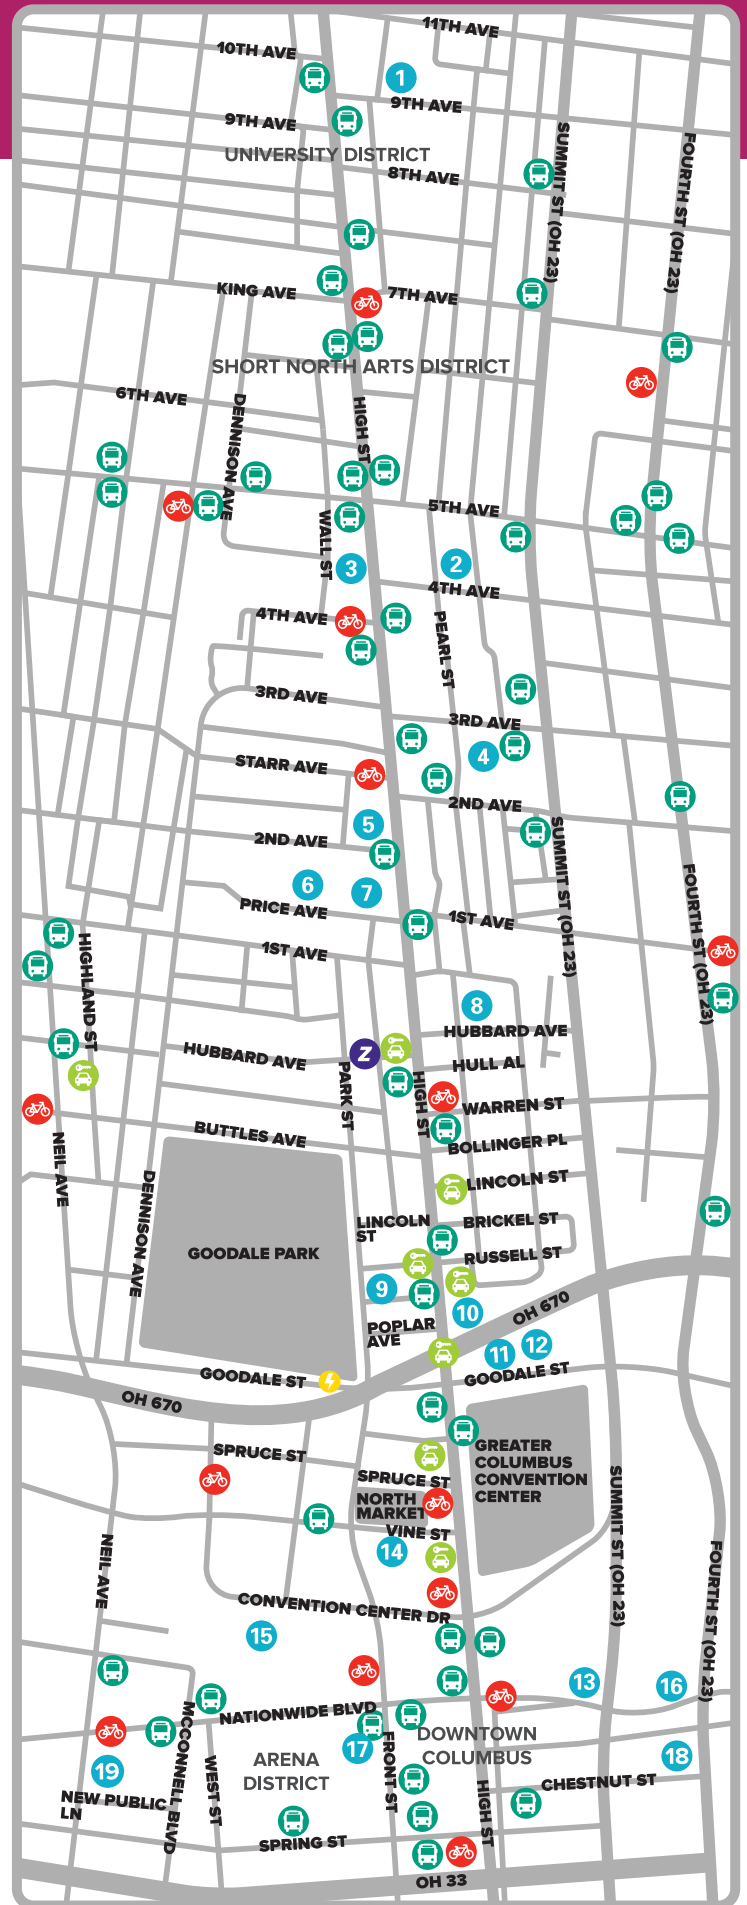 11TH AVE
10TH AVE
1
9TH AVE
9TH AVE
UNIVERSITY DISTRICT
8TH AVE
SUMMIT ST (OH 23)
FOURTH ST (OH 23)
KING AVE
7TH AVE
SHORT NORTH ARTS DISTRICT
6TH AVE
DENNISON AVE
HIGH ST
5TH AVE
WALL ST
3
2
4TH AVE
4TH AVE
PEARL ST
3RD AVE
3RD AVE
4
STARR AVE
2ND AVE
5
2ND AVE
SUMMIT ST (OH 23)
6
7
FOURTH ST (OH 23)
PRICE AVE
1ST AVE
HIGHLAND ST
1ST AVE
8
HUBBARD AVE
HUBBARD AVE
Z
HULL AL
PARK ST
HIGH ST
WARREN ST
BUTTLES AVE
BOLLINGER PL
NEIL AVE
DENNISON AVE
LINCOLN ST
LINCOLN
ST
BRICKEL ST
GOODALE PARK
RUSSELL ST
9
10
OH 670
POPLAR
AVE
11
12
GOODALE ST
GOODALE ST
OH 670
SPRUCE ST
GREATER
COLUMBUS
CONVENTION
CENTER
SPRUCE ST
SUMMIT ST (OH 23)
NORTH
MARKET
VINE ST
NEIL AVE
14
FOURTH ST (OH 23)
CONVENTION CENTER DR
15
13
16
NATIONWIDE BLVD
MCCONNELL BLVD
17
DOWNTOWN
COLUMBUS
FRONT ST
18
WEST ST
ARENA
DISTRICT
19
CHESTNUT ST
HIGH ST
NEW PUBLIC
LN
SPRING ST
OH 33